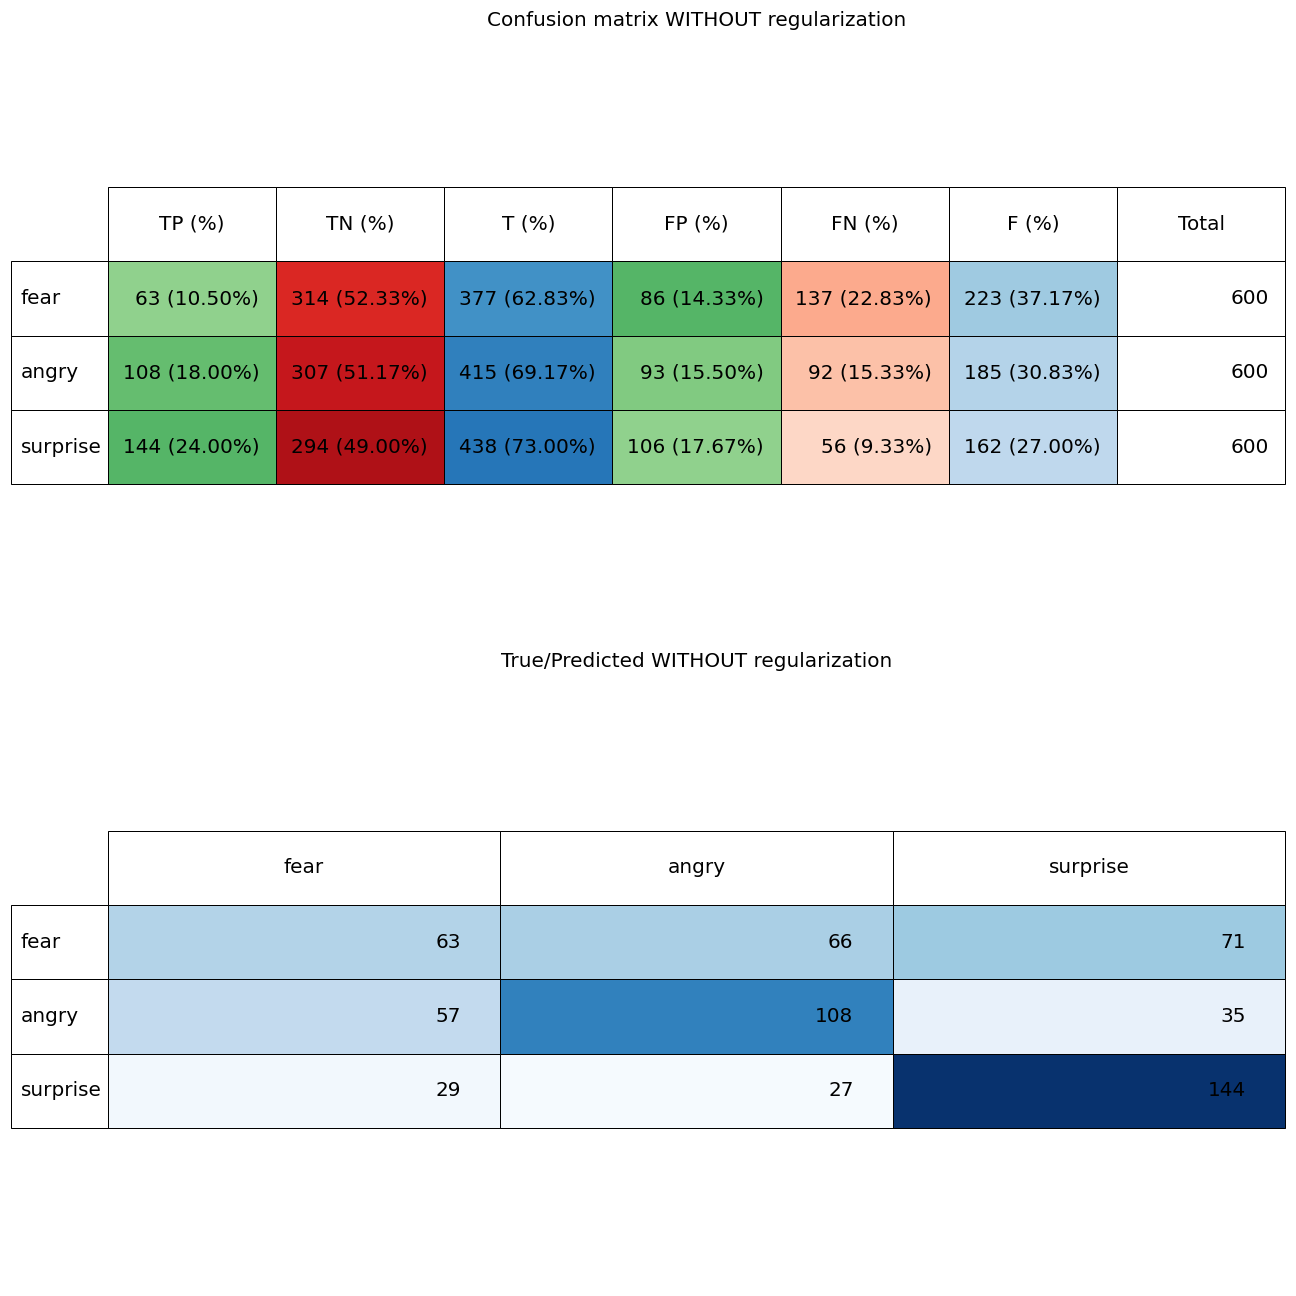 Confusion matrix WITHOUT regularization
TP (%) TN (%) T (%) FP (%) FN (%) F (%) Total
fear 63 (10.50%) 314 (52.33%) 377 (62.83%) 86 (14.33%) 137 (22.83%) 223 (37.17%) 600
angry 108 (18.00%) 307 (51.17%) 415 (69.17%) 93 (15.50%) 92 (15.33%) 185 (30.83%) 600
surprise 144 (24.00%) 294 (49.00%) 438 (73.00%) 106 (17.67%) 56 (9.33%) 162 (27.00%) 600
True/Predicted WITHOUT regularization
fear angry surprise
fear 63 66 71
angry 57 108 35
surprise 29 27 144